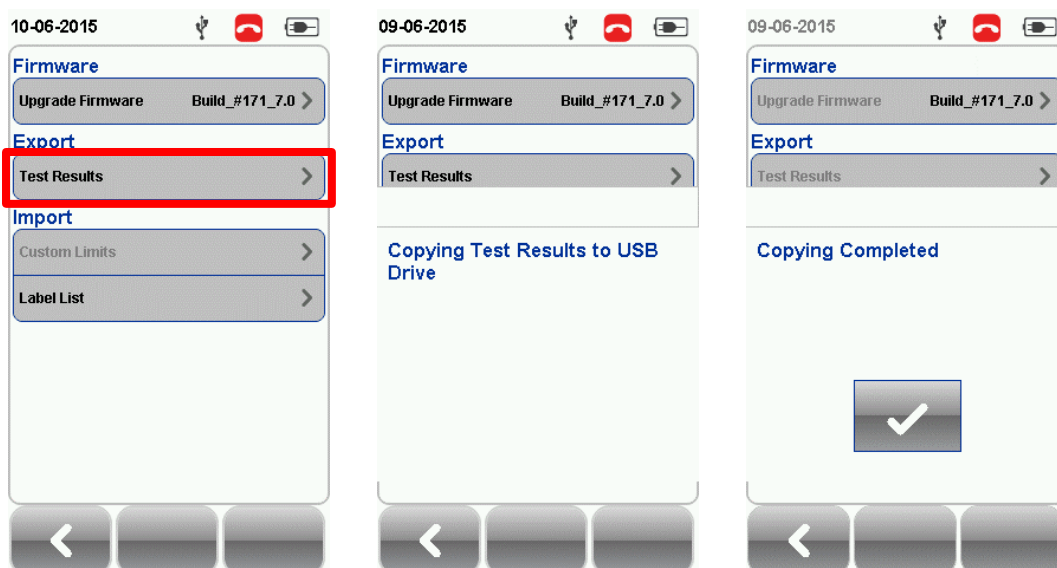 10-06-2015
Firmware
Upgrade Firmware Build_#171_7.0
Export
Test Results
Import
Custom Limits
Label List
09-06-2015
Firmware
Upgrade Firmware Build_#171_7.0
Export
Test Results
Copying Test Results to USB
Drive
09-06-2015
Firmware
Upgrade Firmware Build_#171_7.0
Export
Test Results
Copying Completed